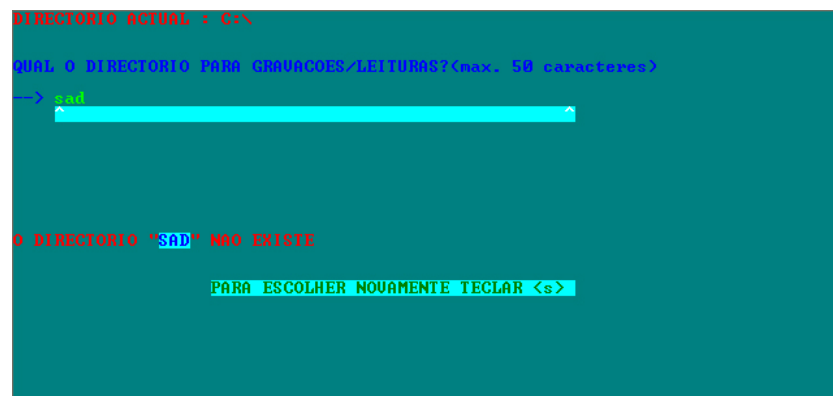 DIRECTORIO ACTUAL : C:\
QUAL O DIRECTORIO PARA GRAVACOES/LEITURAS?(max. 50 caracteres)
--> sad
^ ^
O DIRECTORIO "SAD" NAO EXISTE
PARA ESCOLHER NOVAMENTE TECLAR <s>